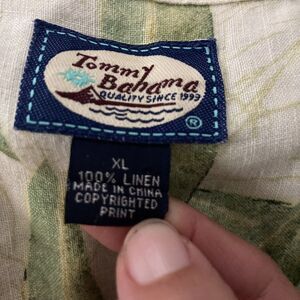 Tommy
Bahama
QUALITY SINCE 1993
®
XL
100% LINEN
MADE IN CHINA
COPYRIGHTED
PRINT